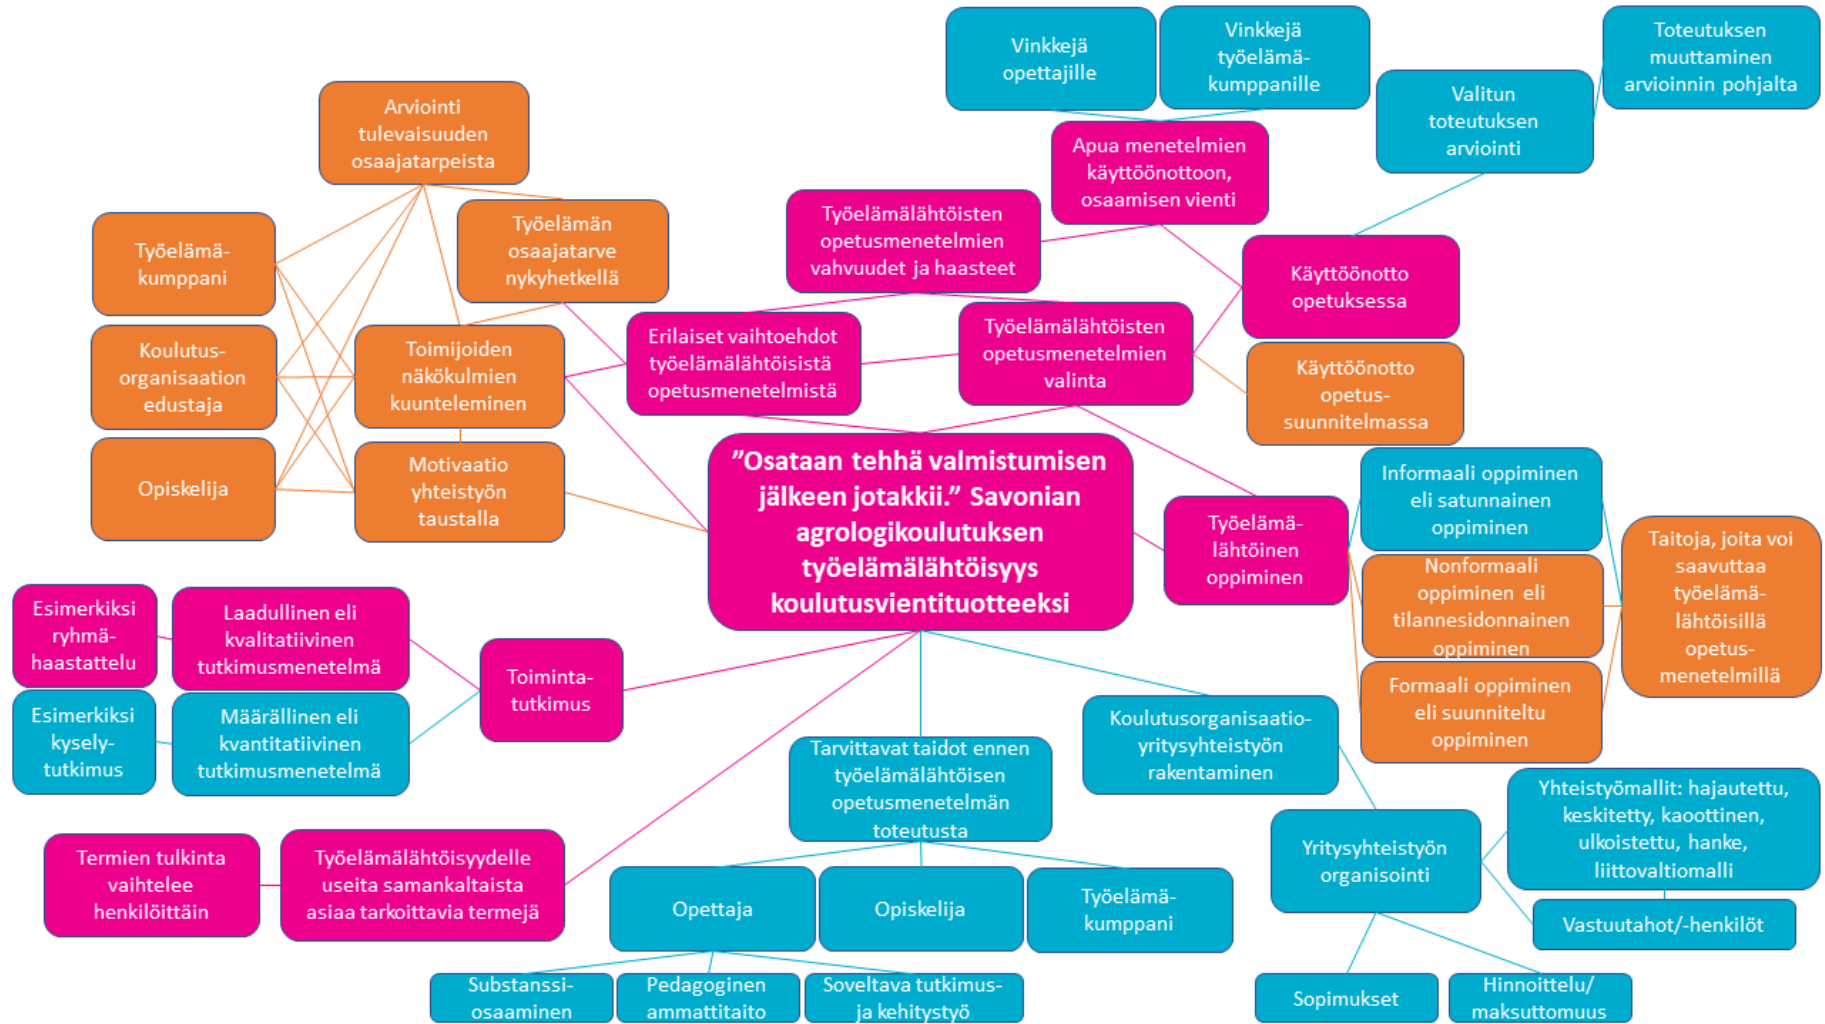 Vinkkejä
opettajille
Vinkkejä
työelämä-
kumppanille
Toteutuksen
muuttaminen
arvioinnin pohjalta
Valitun
toteutuksen
arviointi
Arviointi
tulevaisuuden
osaajatarpeista
Apua menetelmien
käyttöönottoon,
osaamisen vienti
Työelämälähtöisten
opetusmenetelmien
vahvuudet ja haasteet
Työelämä-
kumppani
Työelämän
osaajatarve
nykyhetkellä
Käyttöönotto
opetuksessa
Koulutus-
organisaation
edustaja
Toimijoiden
näkökulmien
kuunteleminen
Erilaiset vaihtoehdot
työelämälähtöisistä
opetusmenetelmistä
Työelämälähtöisten
opetusmenetelmien
valinta
Käyttöönotto
opetus-
suunnitelmassa
Opiskelija
Motivaatio
yhteistyön
taustalla
”Osataan tehhä valmistumisen
jälkeen jotakkii.” Savonian
agrologikoulutuksen
työelämälähtöisyys
koulutusvientituotteeksi
Työelämä-
lähtöinen
oppiminen
Informaali oppiminen
eli satunnainen
oppiminen
Nonformaali
oppiminen eli
tilannesidonnainen
oppiminen
Formaali oppiminen
eli suunniteltu
oppiminen
Taitoja, joita voi
saavuttaa
työelämä-
lähtöisillä
opetus-
menetelmillä
Esimerkiksi
ryhmä-
haastattelu
Laadullinen eli
kvalitatiivinen
tutkimusmenetelmä
Toiminta-
tutkimus
Esimerkiksi
kysely-
tutkimus
Määrällinen eli
kvantitatiivinen
tutkimusmenetelmä
Koulutusorganisaatio-
yritysyhteistyön
rakentaminen
Tarvittavat taidot ennen
työelämälähtöisen
opetusmenetelmän
toteutusta
Termien tulkinta
vaihtelee
henkilöittäin
Työelämälähtöisyydelle
useita samankaltaista
asiaa tarkoittavia termejä
Opettaja
Opiskelija
Työelämä-
kumppani
Yritysyhteistyön
organisointi
Yhteistyömallit: hajautettu,
keskitetty, kaoottinen,
ulkoistettu, hanke,
liittovaltiomalli
Vastuutahot/-henkilöt
Substanssi-
osaaminen
Pedagoginen
ammattitaito
Soveltava tutkimus-
ja kehitystyö
Sopimukset
Hinnoittelu/
maksuttomuus